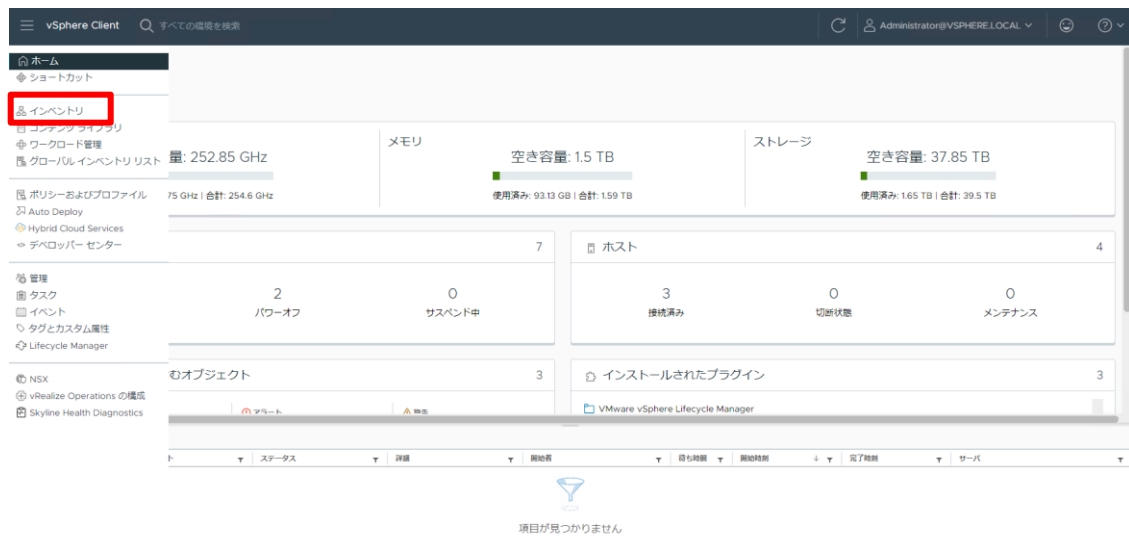 vSphere Client
すべての環境を検索
Administrator@VSPHERE.LOCAL
ホーム
ショートカット
インベントリ
コンテンツ ライブラリ
ワークロード管理
グローバル インベントリ リスト
ポリシーおよびプロファイル
Auto Deploy
Hybrid Cloud Services
デベロッパー センター
管理
タスク
イベント
タグとカスタム属性
Lifecycle Manager
NSX
vRealize Operations の構成
Skyline Health Diagnostics
量: 252.85 GHz
75 GHz | 合計: 254.6 GHz
メモリ
空き容量: 1.5 TB
使用済み: 93.13 GB | 合計: 1.59 TB
ストレージ
空き容量: 37.85 TB
使用済み: 1.65 TB | 合計: 39.5 TB
7
2
パワーオフ
0
サスペンド中
ホスト 4
3
接続済み
0
切断状態
0
メンテナンス
むオブジェクト 3
アラート 警告
インストールされたプラグイン 3
VMware vSphere Lifecycle Manager
ト ステータス 詳細 開始者 待ち時間 開始時刻 完了時刻 サーバ
項目が見つかりません